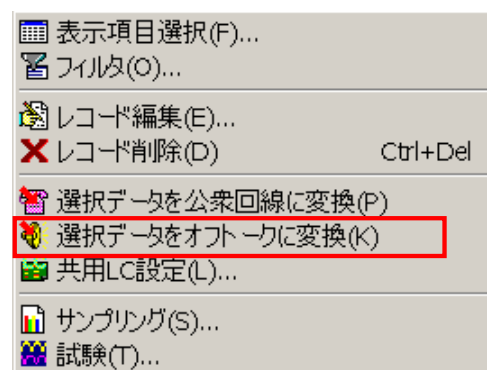 表示項目選択(F)...
フィルタ(O)...
レコード編集(E)...
レコード削除(D) Ctrl+Del
選択データを公衆回線に変換(P)
選択データをオフトークに変換(K)
共用LC設定(L)...
サンプリング(S)...
試験(T)...